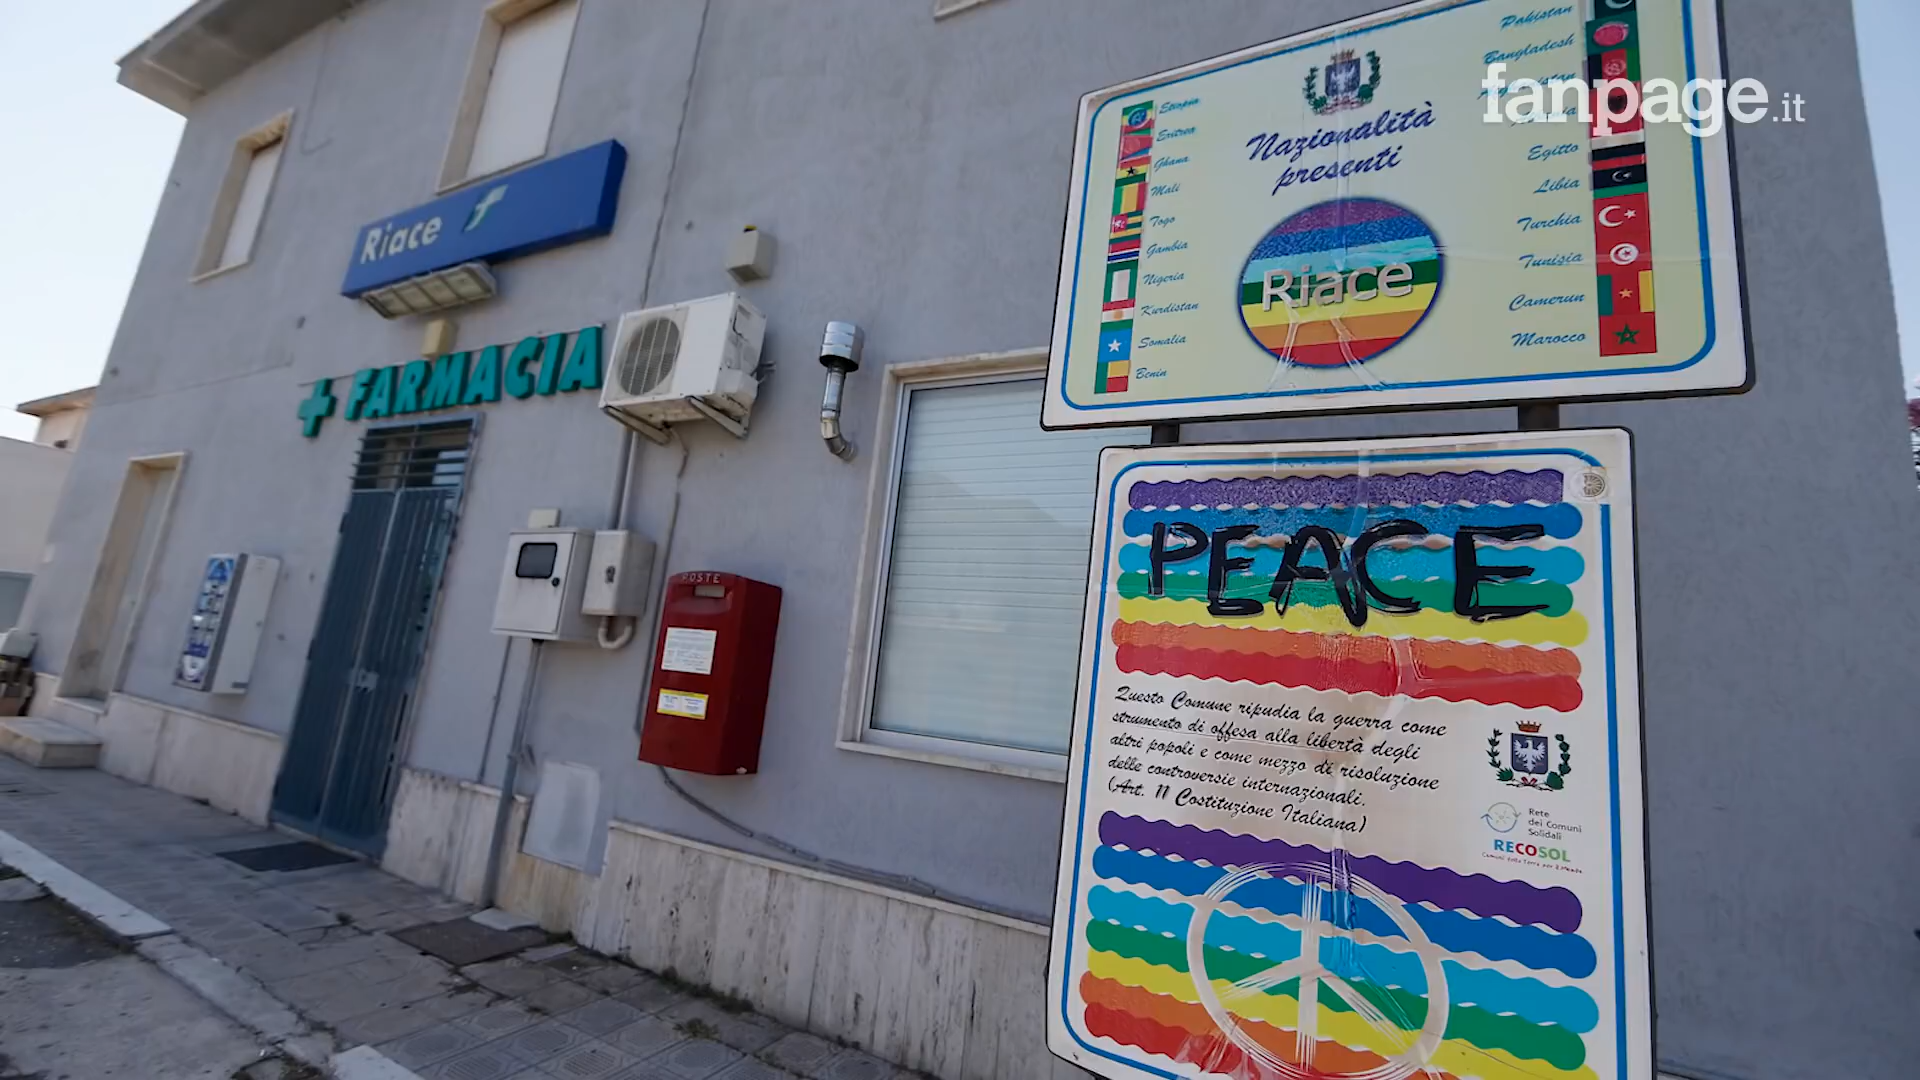 Riace
FARMACIA
POSTE
fanpage.it
Nazionalità
presenti
Riace
Etiopia
Eritrea
Ghana
Mali
Togo
Gambia
Nigeria
Kurdistan
Somalia
Benin
Pakistan
Bangladesh
Egitto
Libia
Turchia
Tunisia
Camerun
Marocco
PEACE
Questo Comune ripudia la guerra come
strumento di offesa alla libertà degli
altri popoli e come mezzo di risoluzione
delle controversie internazionali.
(Art. 11 Costituzione Italiana)
Rete
dei Comuni
Solidali
RECOSOL